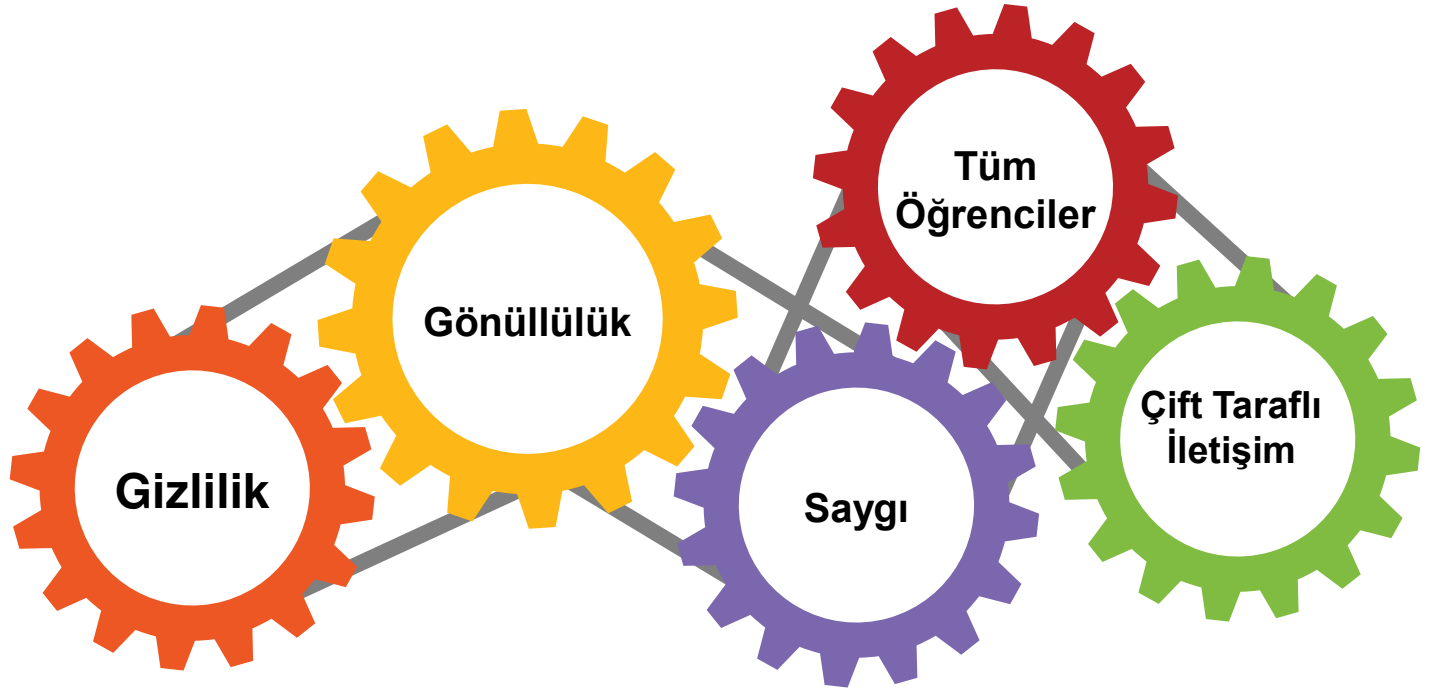 Gizlilik
Gönüllülük
Saygı
Tüm
Öğrenciler
Çift Taraflı
İletişim